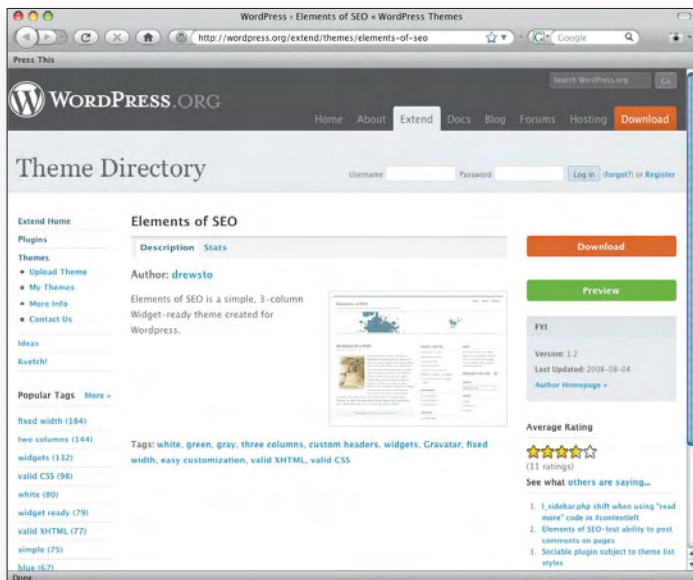 WordPress › Elements of SEO « WordPress Themes
http://wordpress.org/extend/themes/elements-of-seo
Google
Press This
Search WordPress.org
Go
WORDPRESS.ORG
Home About Extend Docs Blog Forums Hosting Download
Theme Directory
Username Password Log in (forgot?) or Register
Extend Home
Plugins
Themes
Upload Theme
My Themes
More Info
Contact Us
Ideas
Kvetch!
Popular Tags More »
fixed width (184)
two columns (144)
widgets (132)
valid CSS (98)
white (80)
widget ready (79)
valid XHTML (77)
simple (75)
blue (67)
Elements of SEO
Description Stats
Author: drewsto
Elements of SEO is a simple, 3-column
Widget-ready theme created for
Wordpress.
Elements of SEO
Tags: white, green, gray, three columns, custom headers, widgets, Gravatar, fixed
width, easy customization, valid XHTML, valid CSS
Download
Preview
FYI
Version: 1.2
Last Updated: 2008-08-04
Author Homepage »
Average Rating
(11 ratings)
See what others are saying...
1. l_sidebar.php shift when using "read
more" code in #contentleft
2. Elements of SEO-lost ability to post
comments on pages
3. Sociable plugin subject to theme list
styles
Done